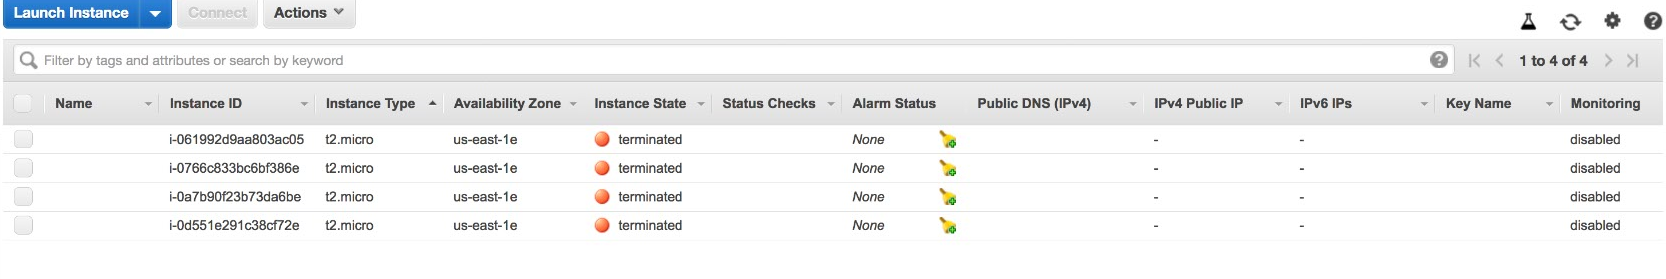 Launch Instance Connect Actions
Filter by tags and attributes or search by keyword ? 1 to 4 of 4 ?
Name Instance ID Instance Type Availability Zone Instance State Status Checks Alarm Status Public DNS (IPv4) IPv4 Public IP IPv6 IPs Key Name Monitoring
i-061992d9aa803ac05 t2.micro us-east-1e terminated None - - disabled
i-0766c833bc6bf386e t2.micro us-east-1e terminated None - - disabled
i-0a7b90f23b73da6be t2.micro us-east-1e terminated None - - disabled
i-0d551e291c38cf72e t2.micro us-east-1e terminated None - - disabled